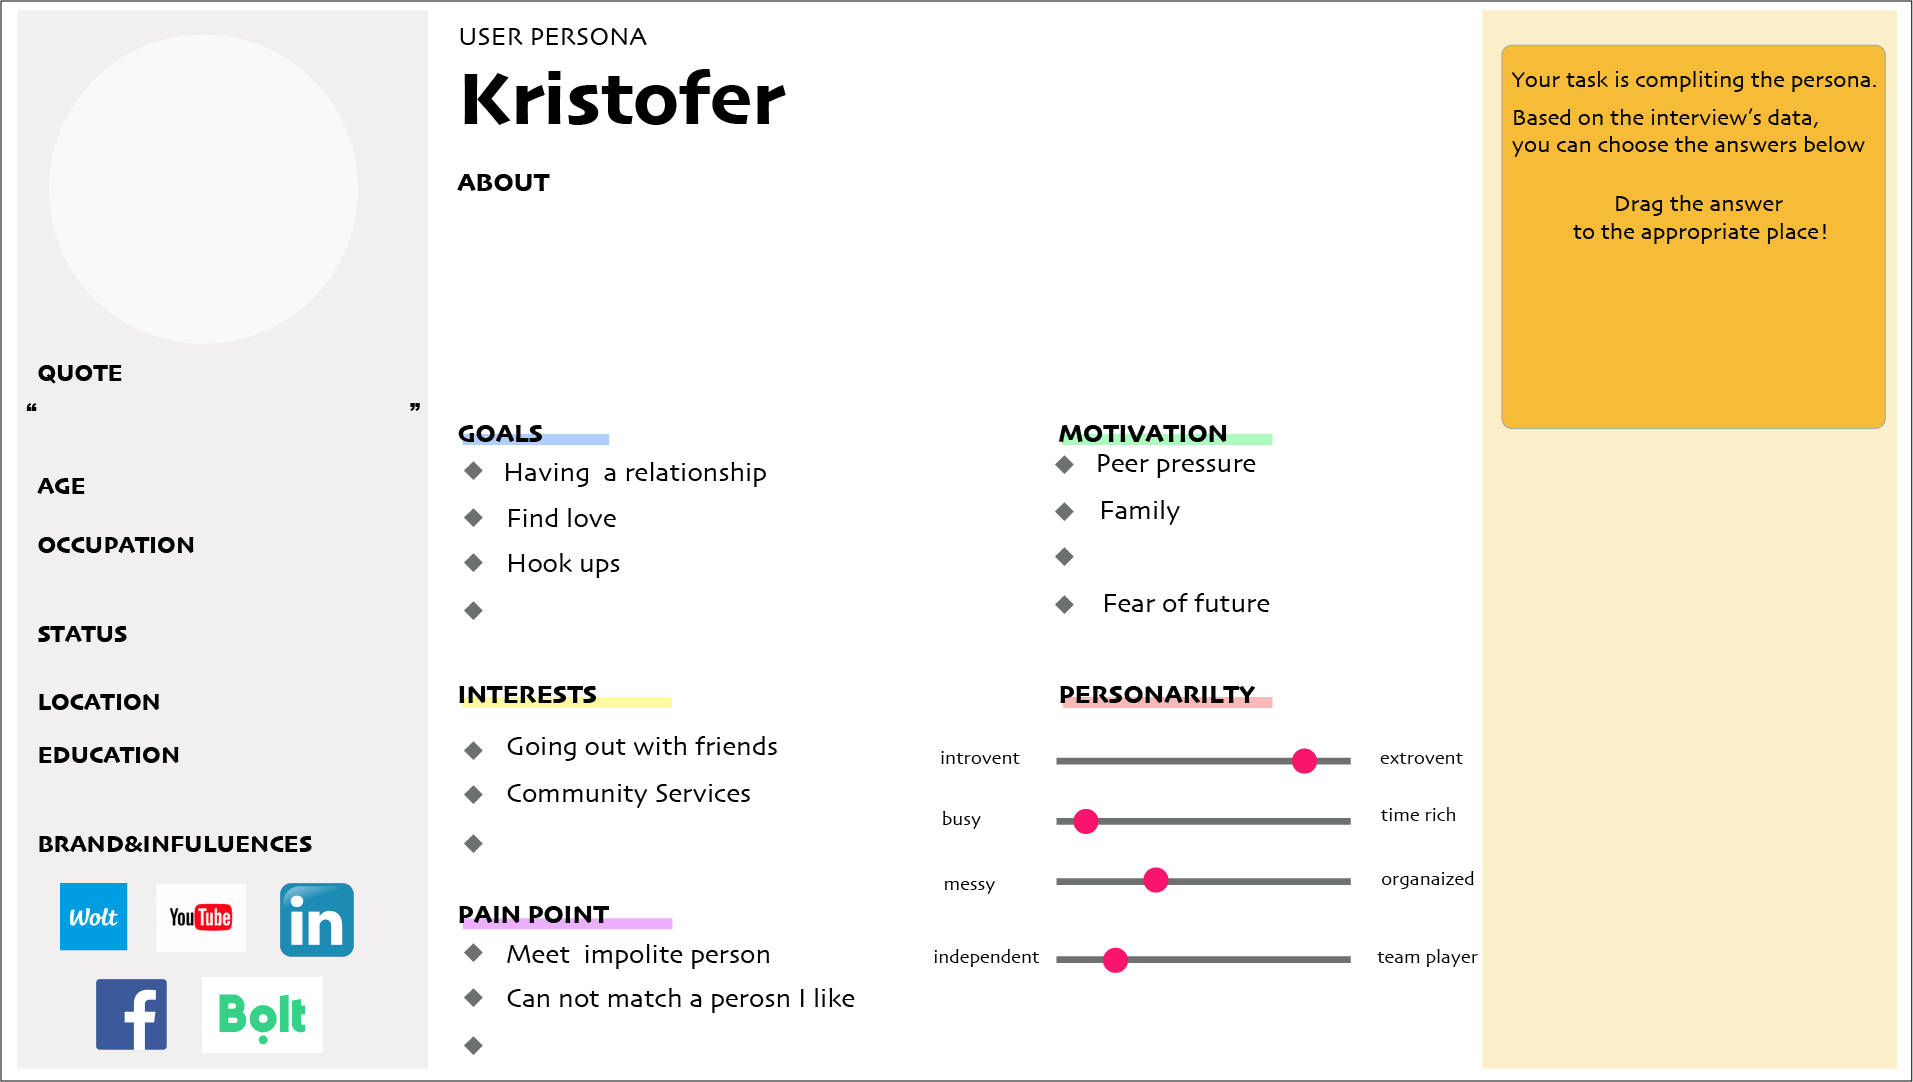 USER PERSONA
Kristofer
ABOUT
QUOTE
“ ”
AGE
OCCUPATION
STATUS
LOCATION
EDUCATION
BRAND&INFULUENCES
Wolt
YouTube
in
f
Bolt
GOALS
Having a relationship
Find love
Hook ups
MOTIVATION
Peer pressure
Family
Fear of future
INTERESTS
Going out with friends
Community Services
PERSONARILTY
introvent extrovent
busy time rich
messy organaized
independent team player
PAIN POINT
Meet impolite person
Can not match a perosn I like
Your task is compliting the persona.
Based on the interview’s data,
you can choose the answers below
Drag the answer
to the appropriate place!